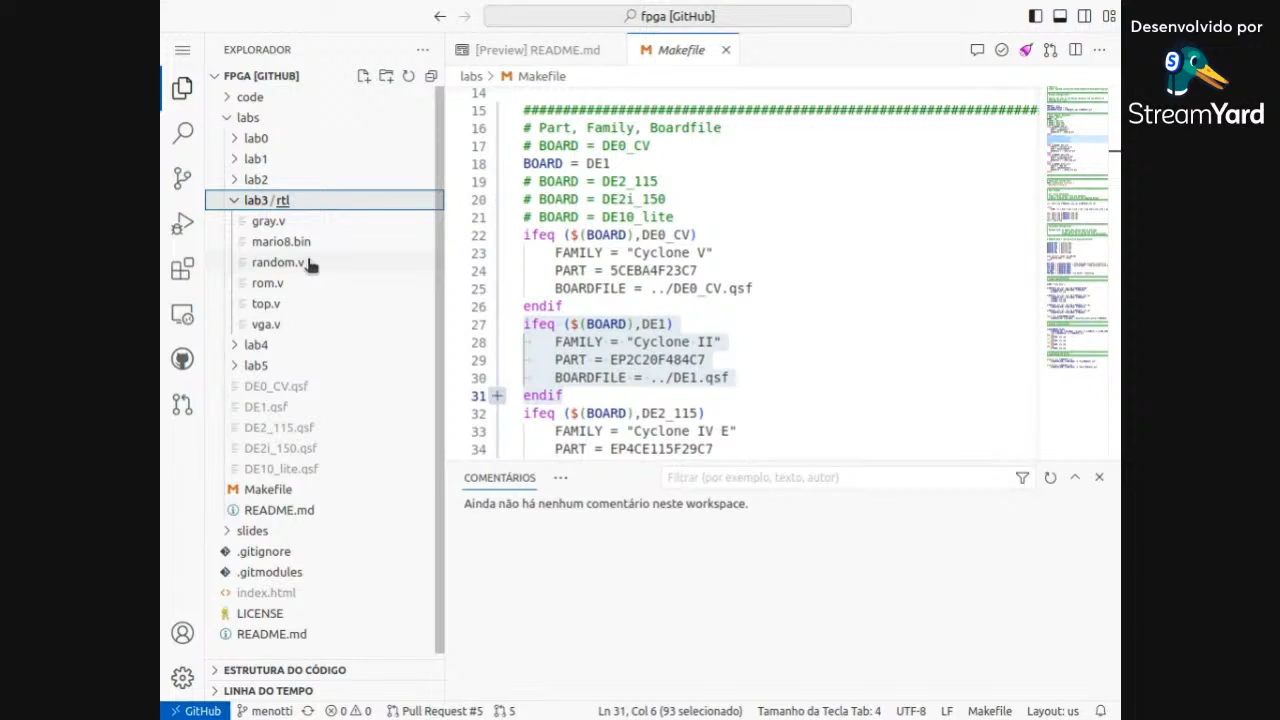 fpga [GitHub]
Desenvolvido por
StreamYard
EXPLORADOR
FPGA [GITHUB]
code
labs
lab0
lab1
lab2
lab3 / rtl
gray.v
mario8.bin
random.v
rom.v
top.v
vga.v
lab4
lab5
DE0_CV.qsf
DE1.qsf
DE2_115.qsf
DE2i_150.qsf
DE10_lite.qsf
Makefile
README.md
slides
.gitignore
.gitmodules
index.html
LICENSE
README.md
ESTRUTURA DO CÓDIGO
LINHA DO TEMPO
[Preview] README.md
Makefile
labs > Makefile
14
15 ################################################################
16 # Part, Family, Boardfile
17 # BOARD = DE0_CV
18 BOARD = DE1
19 # BOARD = DE2_115
20 # BOARD = DE2i_150
21 # BOARD = DE10_lite
22 ifeq ($(BOARD),DE0_CV)
23 FAMILY = "Cyclone V"
24 PART = 5CEBA4F23C7
25 BOARDFILE = ../DE0_CV.qsf
26 endif
27 ifeq ($(BOARD),DE1)
28 FAMILY = "Cyclone II"
29 PART = EP2C20F484C7
30 BOARDFILE = ../DE1.qsf
31 endif
32 ifeq ($(BOARD),DE2_115)
33 FAMILY = "Cyclone IV E"
34 PART = EP4CE115F29C7
COMENTÁRIOS
Filtrar (por exemplo, texto, autor)
Ainda não há nenhum comentário neste workspace.
GitHub
menotti
0
0
Pull Request #5
5
Ln 31, Col 6 (93 selecionado)
Tamanho da Tecla Tab: 4
UTF-8
LF
Makefile
Layout: us